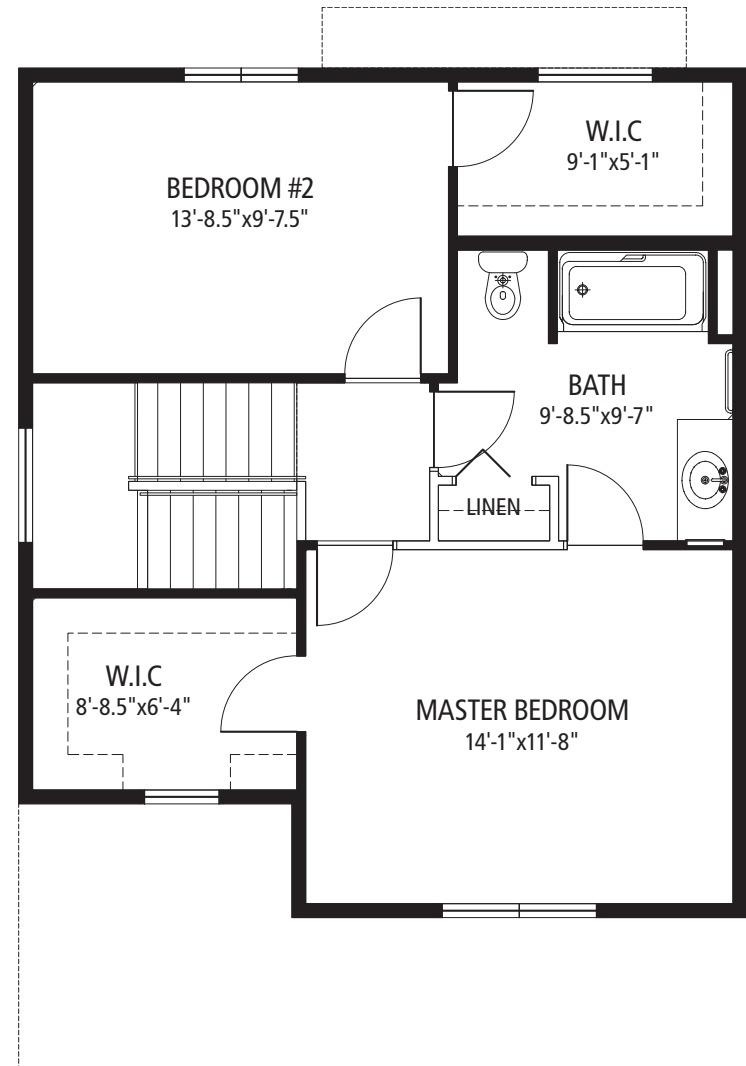 W.I.C
9'-1"x5'-1"
BEDROOM #2
13'-8.5"x9'-7.5"
BATH
9'-8.5"x9'-7"
LINEN
W.I.C
8'-8.5"x6'-4"
MASTER BEDROOM
14'-1"x11'-8"